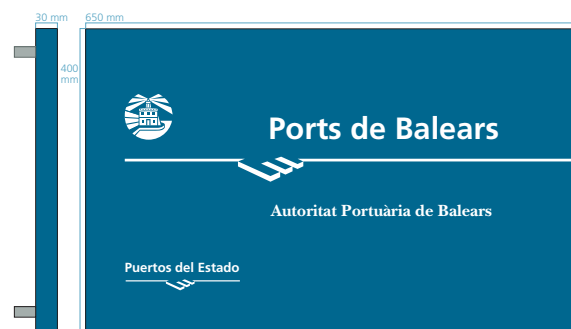 30 mm
650 mm
400
mm
Ports de Balears
Autoritat Portuària de Balears
Puertos del Estado